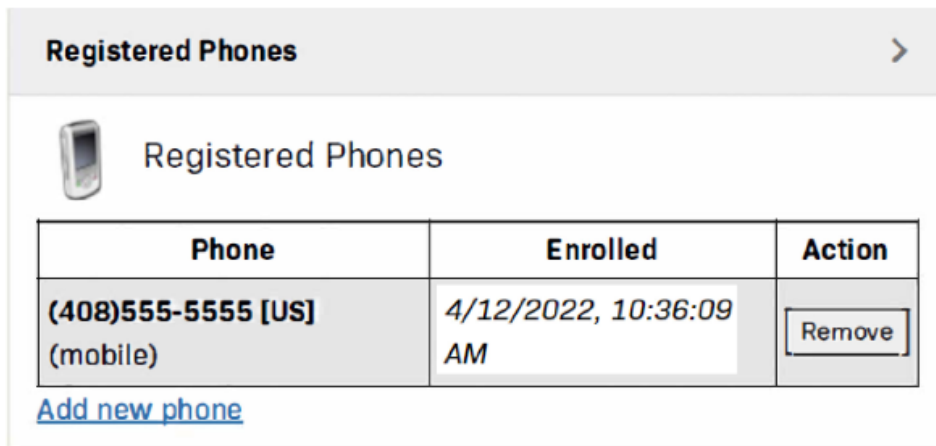 Registered Phones
Registered Phones
Phone Enrolled Action
(408)555-5555 [US] 4/12/2022, 10:36:09 Remove
(mobile) AM
Add new phone